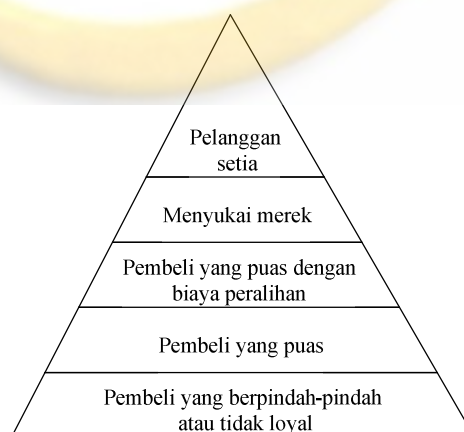 Pelanggan
setia
Menyukai merek
Pembeli yang puas dengan
biaya peralihan
Pembeli yang puas
Pembeli yang berpindah-pindah
atau tidak loyal